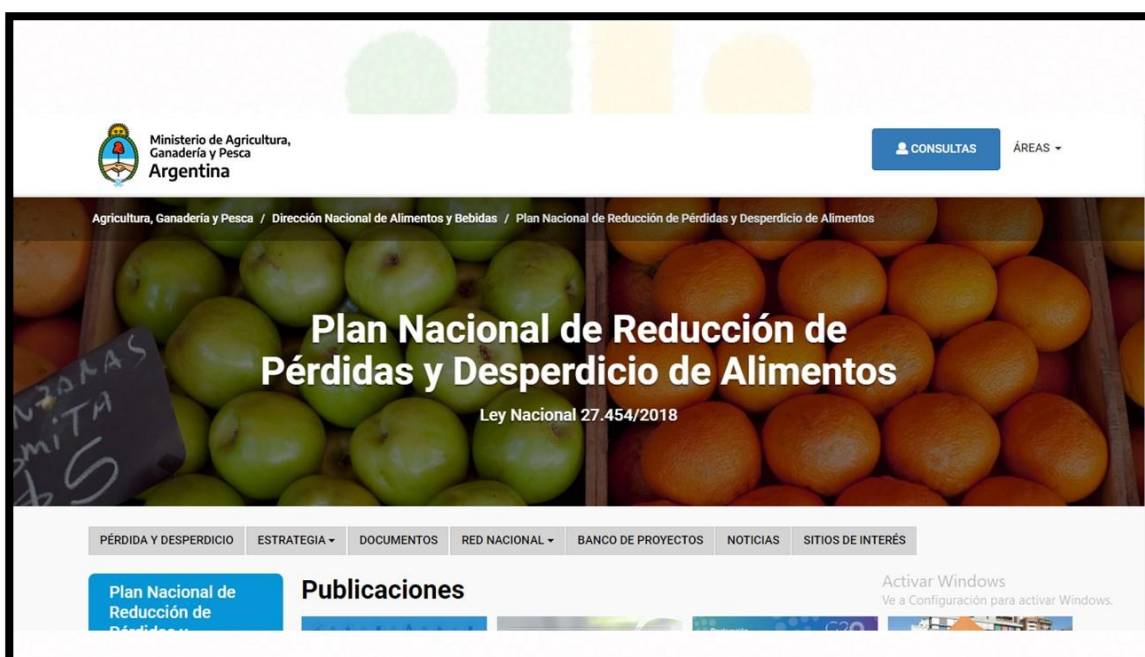 Ministerio de Agricultura,
Ganadería y Pesca
Argentina
CONSULTAS
ÁREAS
Agricultura, Ganadería y Pesca / Dirección Nacional de Alimentos y Bebidas / Plan Nacional de Reducción de Pérdidas y Desperdicio de Alimentos
Plan Nacional de Reducción de
Pérdidas y Desperdicio de Alimentos
Ley Nacional 27.454/2018
$5
PÉRDIDA Y DESPERDICIO ESTRATEGIA DOCUMENTOS RED NACIONAL BANCO DE PROYECTOS NOTICIAS SITIOS DE INTERÉS
Plan Nacional de
Reducción de
Publicaciones
G20
Activar Windows
Ve a Configuración para activar Windows.